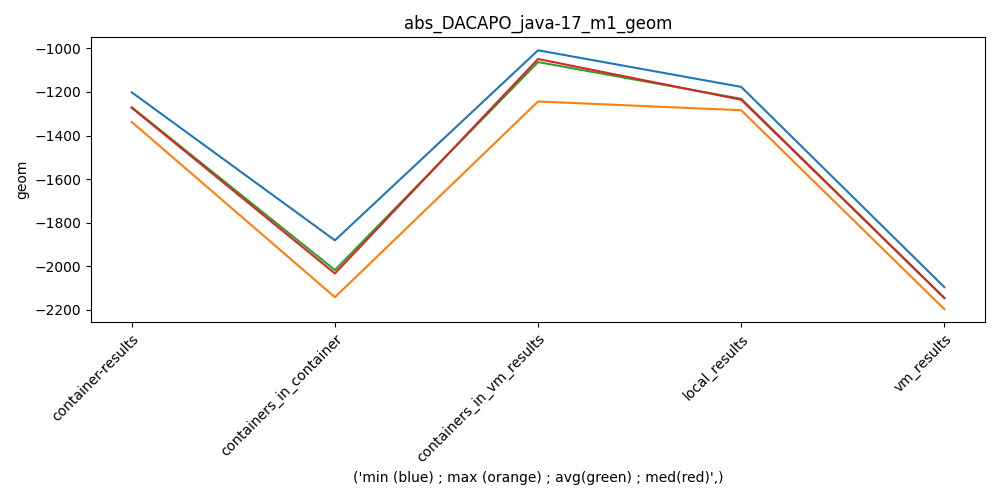 abs_DACAPO_java-17_m1_geom
geom
−1000
−1200
−1400
−1600
−1800
−2000
−2200
container-results
containers_in_container
containers_in_vm_results
local_results
vm_results
('min (blue) ; max (orange) ; avg(green) ; med(red)',)